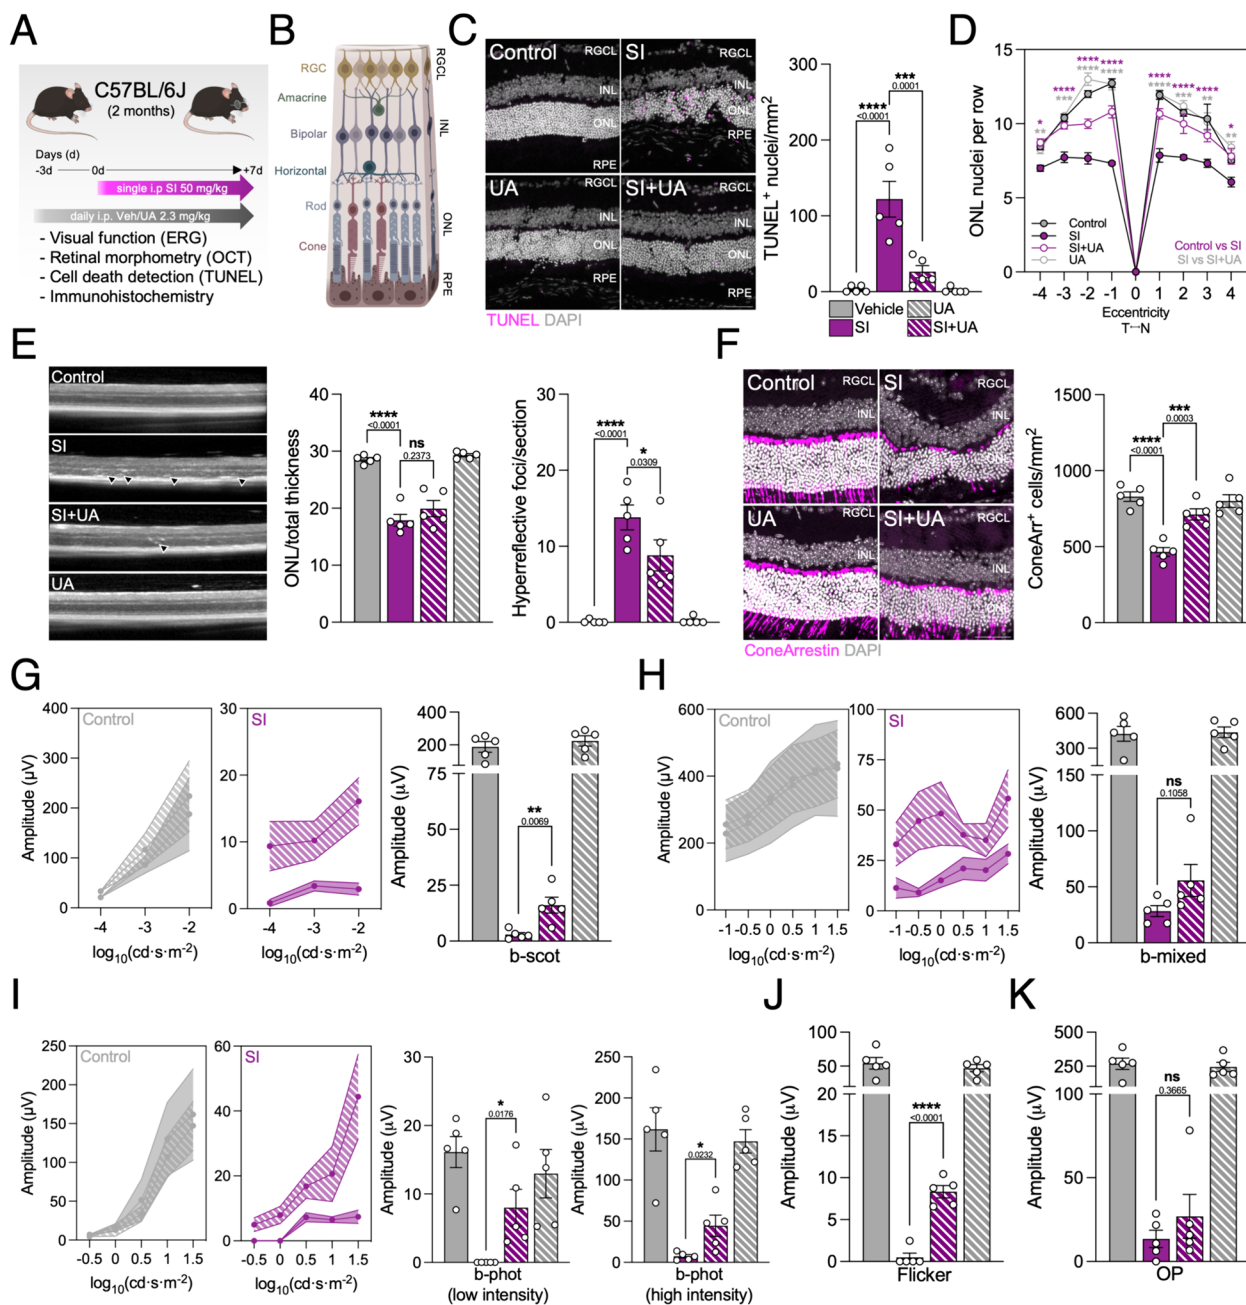 A
C57BL/6J
(2 months)
Days (d)
-3d
0d
+7d
single i.p SI 50 mg/kg
daily i.p. Veh/UA 2.3 mg/kg
- Visual function (ERG)
- Retinal morphometry (OCT)
- Cell death detection (TUNEL)
- Immunohistochemistry
B
RGC
Amacrine
Bipolar
Horizontal
Rod
Cone
RGCL
INL
ONL
RPE
C
Control
RGCL
INL
ONL
RPE
SI
RGCL
INL
ONL
RPE
UA
RGCL
INL
ONL
RPE
SI+UA
RGCL
INL
ONL
RPE
TUNEL DAPI
TUNEL+ nuclei/mm2
300
200
100
0
****
<0.0001
***
0.0001
Vehicle
UA
SI
SI+UA
D
ONL nuclei per row
15
10
5
0
****
****
****
****
****
****
***
****
****
****
****
***
***
**
*
**
*
**
Control
SI
SI+UA
UA
Control vs SI
SI vs SI+UA
-4 -3 -2 -1 0 1 2 3 4
Eccentricity
T↔N
E
Control
SI
SI+UA
UA
ONL/total thickness
40
30
20
10
0
****
<0.0001
ns
0.2373
Hyperreflective foci/section
30
20
10
0
****
<0.0001
*
0.0309
F
Control
RGCL
INL
SI
RGCL
INL
UA
RGCL
INL
SI+UA
RGCL
INL
ConeArrestin DAPI
ConeArr+ cells/mm2
1500
1000
500
0
****
<0.0001
***
0.0003
G
Control
Amplitude (µV)
400
300
200
100
0
-4 -3 -2
log10(cd·s·m-2)
SI
30
20
10
0
-4 -3 -2
log10(cd·s·m-2)
Amplitude (µV)
400
200
0
75
50
25
0
**
0.0069
b-scot
H
Control
Amplitude (µV)
600
400
200
0
-1 -0.5 0 0.5 1 1.5
log10(cd·s·m-2)
SI
100
75
50
25
0
-1 -0.5 0 0.5 1 1.5
log10(cd·s·m-2)
Amplitude (µV)
600
300
0
150
100
50
0
ns
0.1058
b-mixed
I
Control
Amplitude (µV)
250
200
150
100
50
0
-0.5 0 0.5 1 1.5
log10(cd·s·m-2)
SI
60
40
20
0
-0.5 0 0.5 1 1.5
log10(cd·s·m-2)
Amplitude (µV)
20
15
10
5
0
*
0.0176
b-phot
(low intensity)
Amplitude (µV)
250
200
150
100
50
0
*
0.0232
b-phot
(high intensity)
J
Amplitude (µV)
100
50
0
20
15
10
5
0
****
<0.0001
Flicker
K
Amplitude (µV)
500
250
0
100
50
0
ns
0.3665
OP